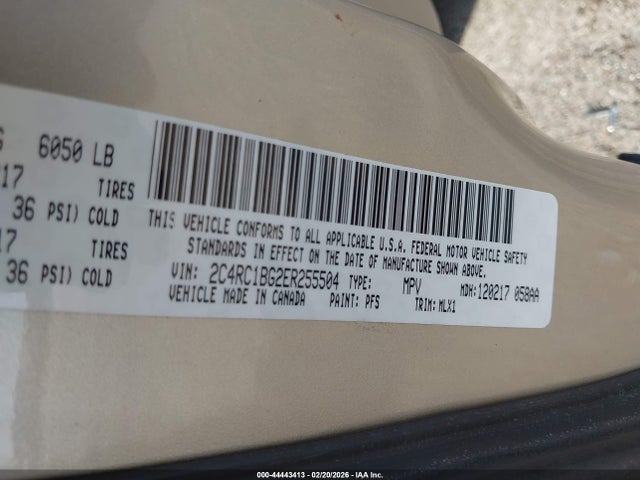 6050 LB
17 TIRES
36 PSI) COLD
17 TIRES
36 PSI) COLD
THIS VEHICLE CONFORMS TO ALL APPLICABLE U.S.A. FEDERAL MOTOR VEHICLE SAFETY
STANDARDS IN EFFECT ON THE DATE OF MANUFACTURE SHOWN ABOVE.
VIN: 2C4RC1BG2ER255504 TYPE: MPV MDH:120217 058AA
VEHICLE MADE IN CANADA PAINT: PFS TRIM: MLX1
000-44443413 - 02/20/2026 - IAA Inc.